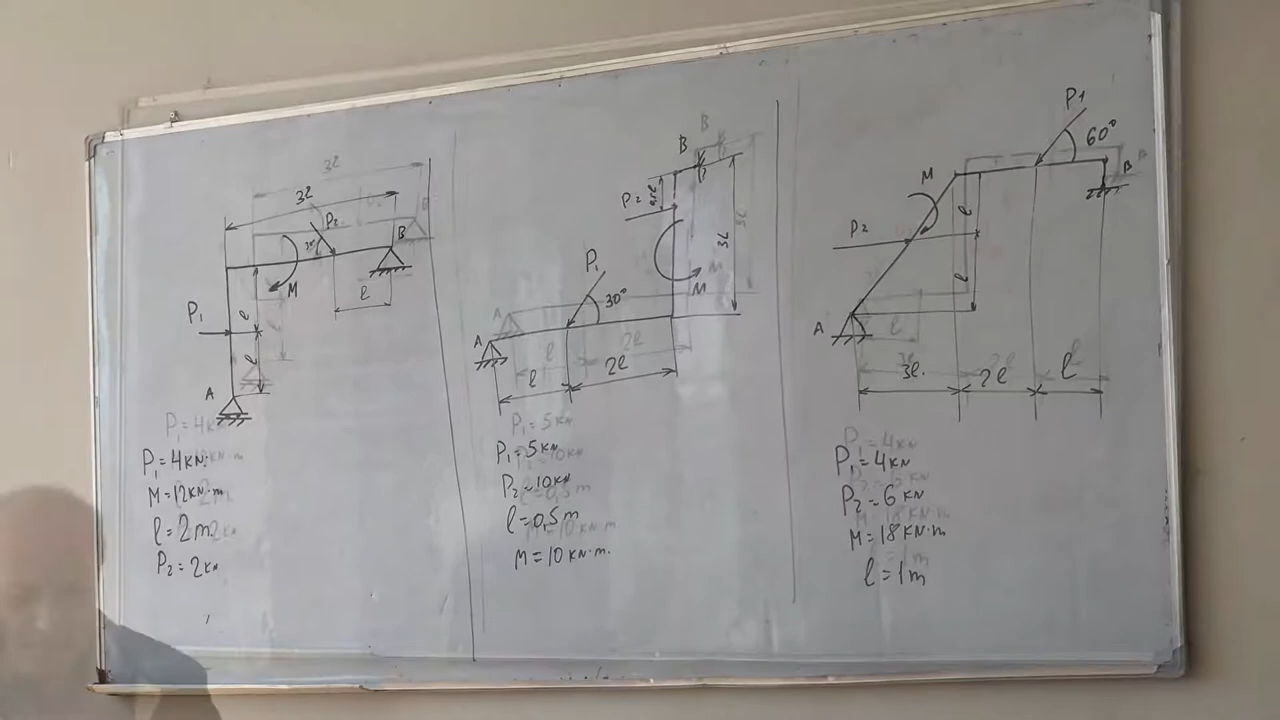 3l
P₂
M
B
l
P₁
l
l
A
P₁=4kN
M=12kN·m
l=2m
P₂=2kN
B
P₂
3l
M
P₁
30°
A
l
2l
P₁=5kN
P₂=10kN
l=0,5m
M=10kN·m.
P1
60°
M
B
l
P₂
l
A
3l.
2l
l
P₁=4kN
P₂=6kN
M=18kN·m
l=1m